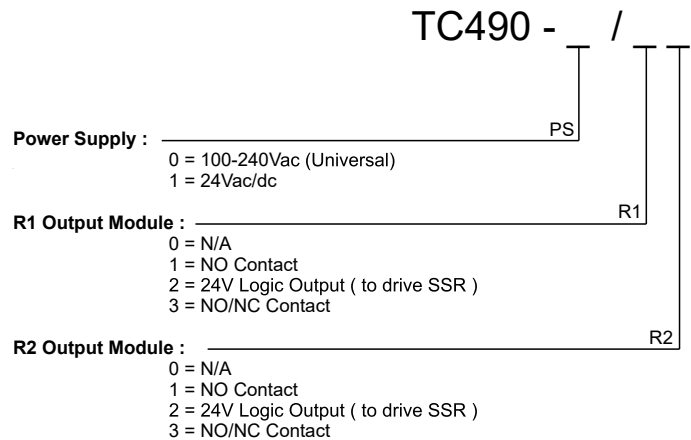 TC490 - _ / _ _
PS
Power Supply :
0 = 100-240Vac (Universal)
1 = 24Vac/dc
R1
R1 Output Module :
0 = N/A
1 = NO Contact
2 = 24V Logic Output ( to drive SSR )
3 = NO/NC Contact
R2
R2 Output Module :
0 = N/A
1 = NO Contact
2 = 24V Logic Output ( to drive SSR )
3 = NO/NC Contact